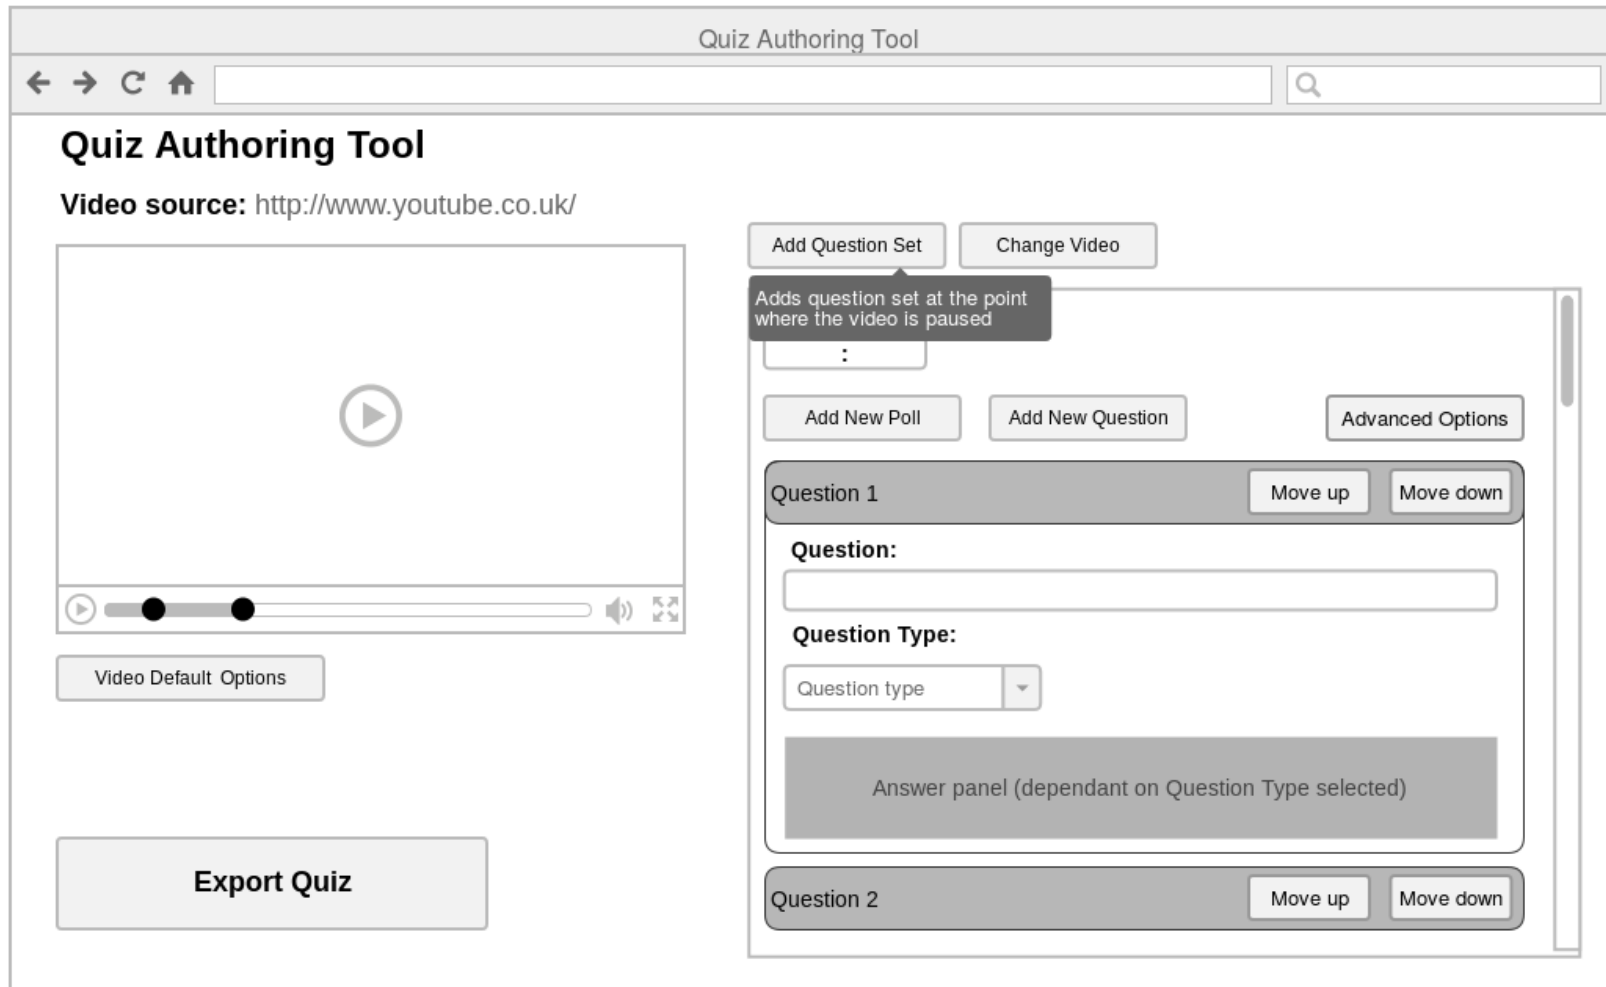 Quiz Authoring Tool
Quiz Authoring Tool
Video source: http://www.youtube.co.uk/
Add Question Set
Change Video
Adds question set at the point
where the video is paused
:
Add New Poll
Add New Question
Advanced Options
Question 1
Move up
Move down
Question:
Question Type:
Question type
Answer panel (dependant on Question Type selected)
Question 2
Move up
Move down
Video Default Options
Export Quiz